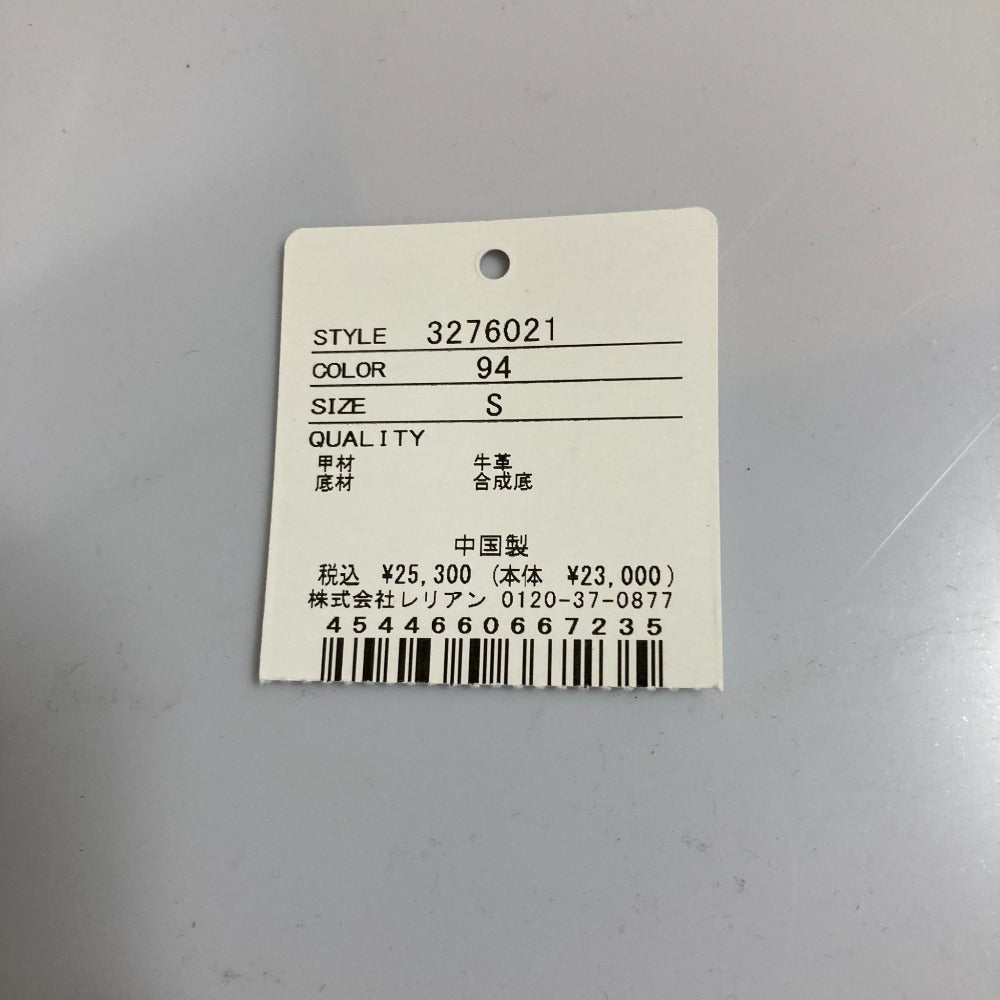 STYLE 3276021
COLOR 94
SIZE S
QUALITY
甲材 牛革
底材 合成底
中国製
税込 ¥25,300 (本体 ¥23,000)
株式会社レリアン 0120-37-0877
4544660667235